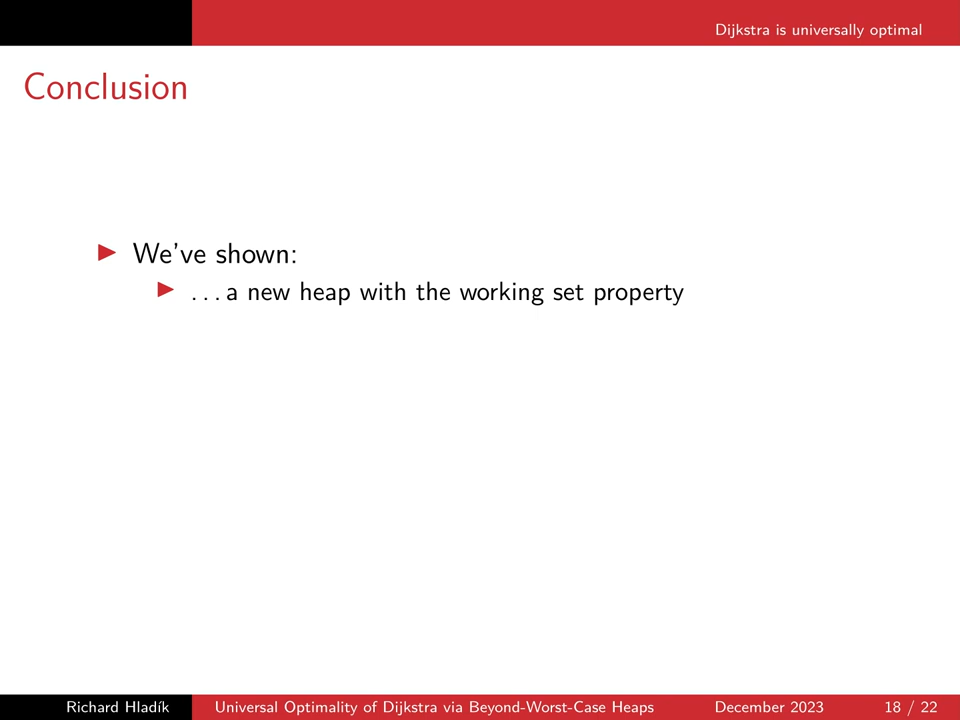 Dijkstra is universally optimal
Conclusion
We've shown:
. . . a new heap with the working set property
Richard Hladík
Universal Optimality of Dijkstra via Beyond-Worst-Case Heaps
December 2023
18 / 22